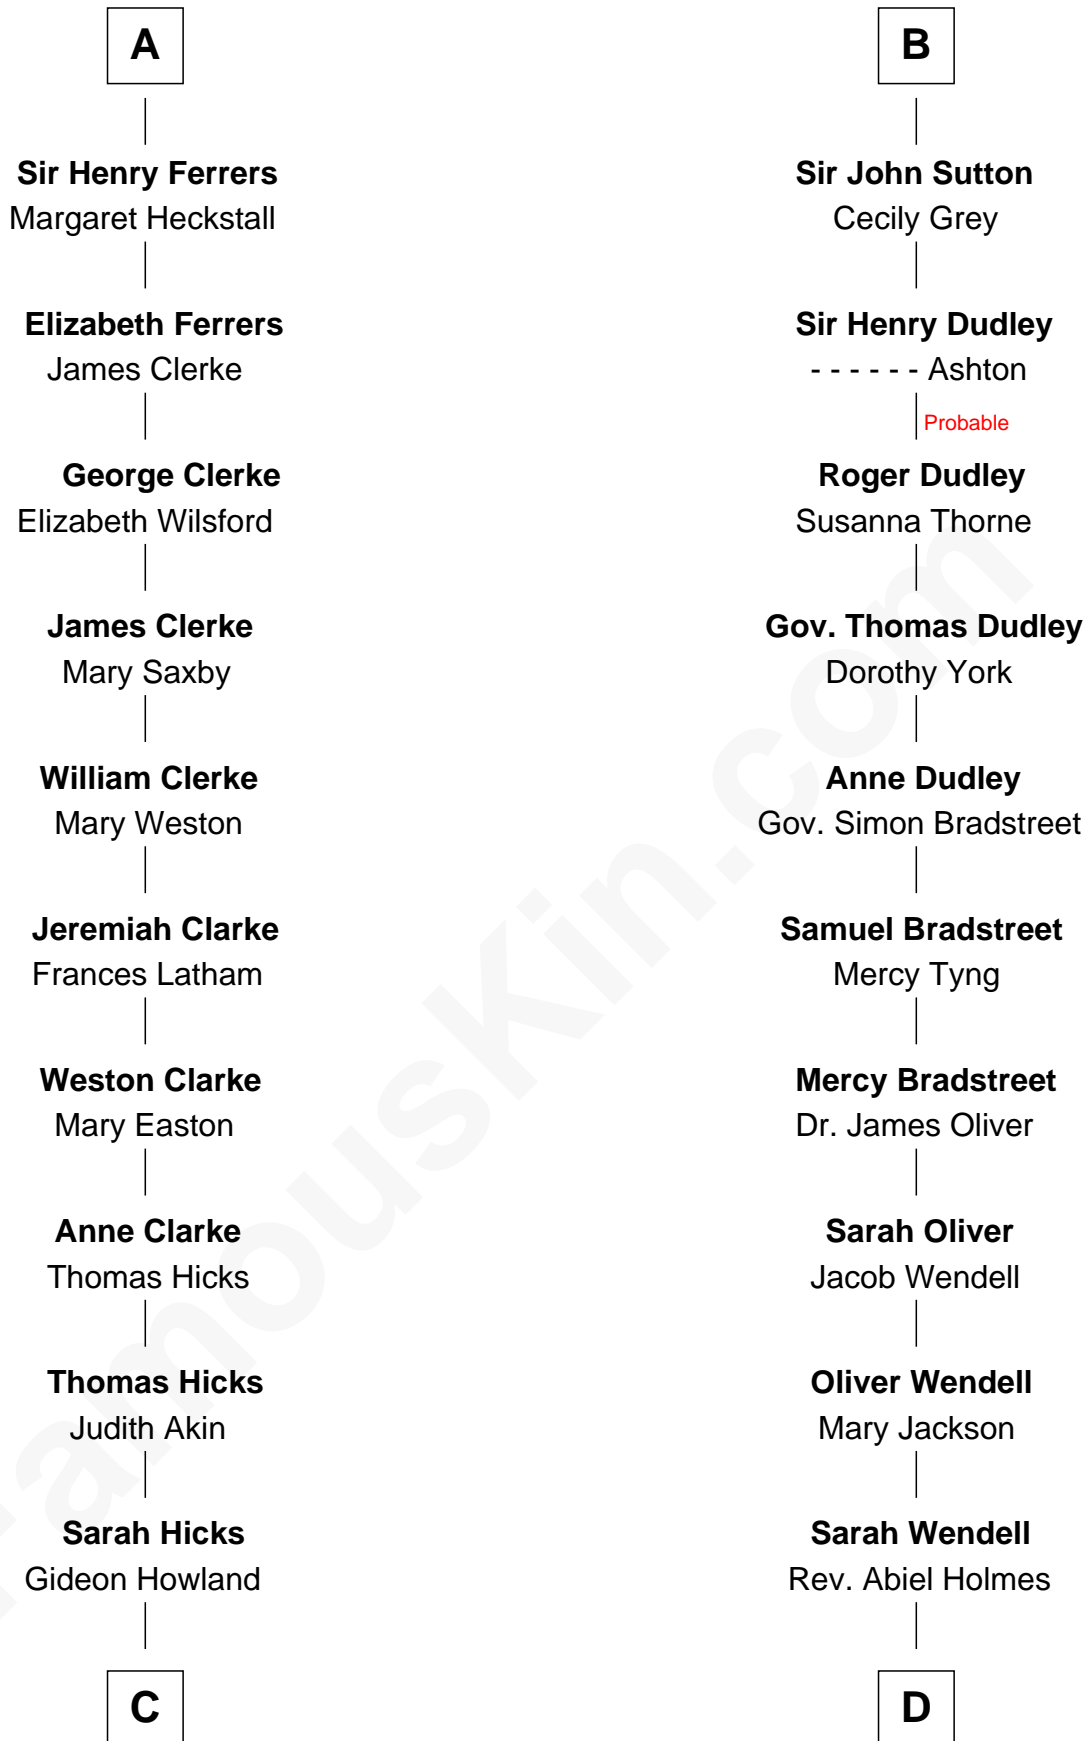 A
Sir Henry Ferrers
Margaret Heckstall
Elizabeth Ferrers
James Clerke
George Clerke
Elizabeth Wilsford
James Clerke
Mary Saxby
William Clerke
Mary Weston
Jeremiah Clarke
Frances Latham
Weston Clarke
Mary Easton
Anne Clarke
Thomas Hicks
Thomas Hicks
Judith Akin
Sarah Hicks
Gideon Howland
C
B
Sir John Sutton
Cecily Grey
Sir Henry Dudley
- - - - - - Ashton
Probable
Roger Dudley
Susanna Thorne
Gov. Thomas Dudley
Dorothy York
Anne Dudley
Gov. Simon Bradstreet
Samuel Bradstreet
Mercy Tyng
Mercy Bradstreet
Dr. James Oliver
Sarah Oliver
Jacob Wendell
Oliver Wendell
Mary Jackson
Sarah Wendell
Rev. Abiel Holmes
D
FamousKin.com